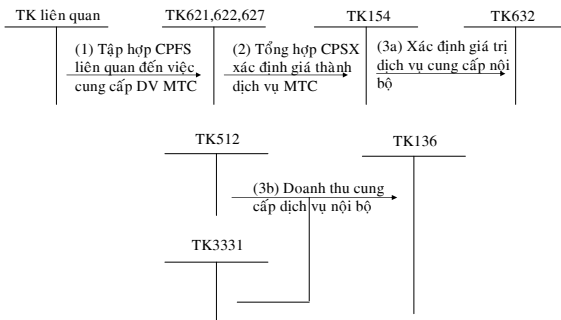 TK liên quan
TK621,622,627
TK154
TK632
(1) Tập hợp CPFS
liên quan đến việc
cung cấp DV MTC
(2) Tổng hợp CPSX
xác định giá thành
dịch vụ MTC
(3a) Xác định giá trị
dịch vụ cung cấp nội
bộ
TK512
TK136
(3b) Doanh thu cung
cấp dịch vụ nội bộ
TK3331